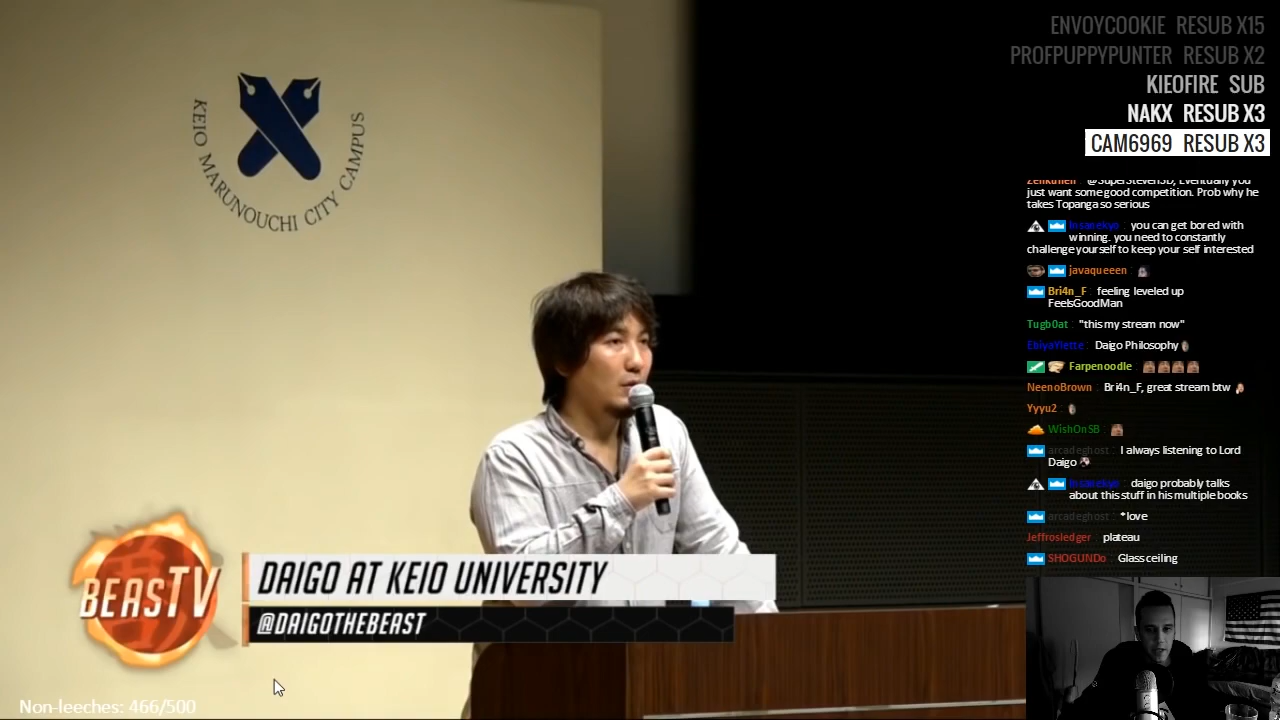 KEIO MARUNOUCHI CITY CAMPUS
BEASTV
DAIGO AT KEIO UNIVERSITY
@DAIGOTHEBEAST
Non-leeches: 466/500
ENVOYCOOKIE RESUB X15
PROFPUPPYPUNTER RESUB X2
KIEOFIRE SUB
NAKX RESUB X3
CAM6969 RESUB X3
just want some good competition. Prob why he
takes Topanga so serious
Insanekyo : you can get bored with
winning. you need to constantly
challenge yourself to keep your self interested
javaqueeen :
Bri4n_F : feeling leveled up
FeelsGoodMan
Tugb0at : "this my stream now"
EbiyaYlette : Daigo Philosophy
Farpenoodle :
NeenoBrown : Bri4n_F, great stream btw
Yyyu2 :
WishOnSB :
arcadeghost : I always listening to Lord
Daigo
Insanekyo : daigo probably talks
about this stuff in his multiple books
arcadeghost : *love
Jeffrosledger : plateau
SHOGUNDo : Glass ceiling